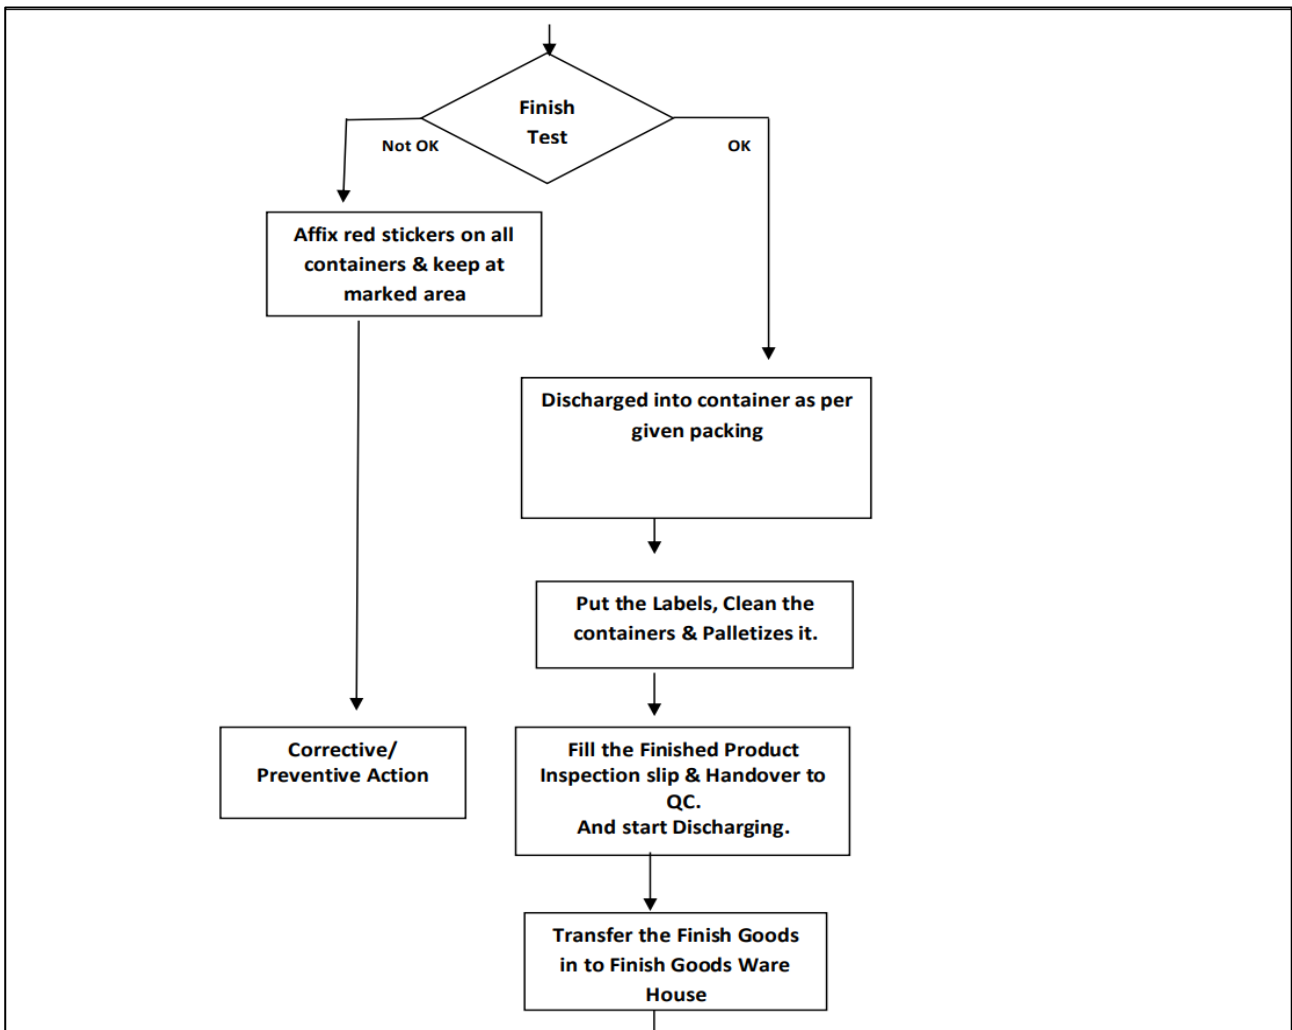 Finish
Test
Not OK
OK
Affix red stickers on all
containers & keep at
marked area
Discharged into container as per
given packing
Put the Labels, Clean the
containers & Palletizes it.
Corrective/
Preventive Action
Fill the Finished Product
Inspection slip & Handover to
QC.
And start Discharging.
Transfer the Finish Goods
in to Finish Goods Ware
House